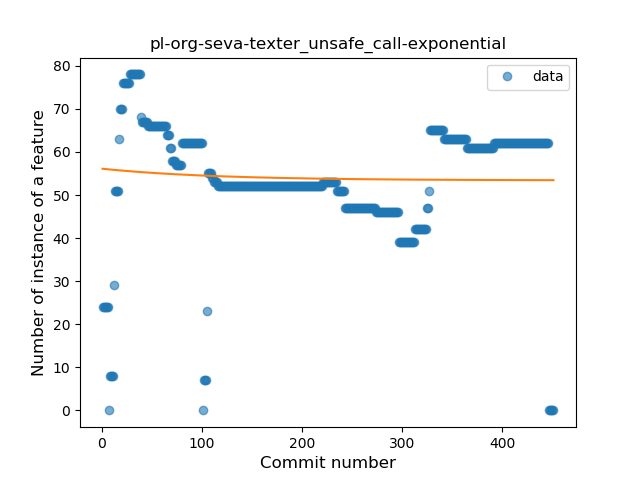 pl-org-seva-texter_unsafe_call-exponential
data
Number of instance of a feature
80
70
60
50
40
30
20
10
0
0 100 200 300 400
Commit number